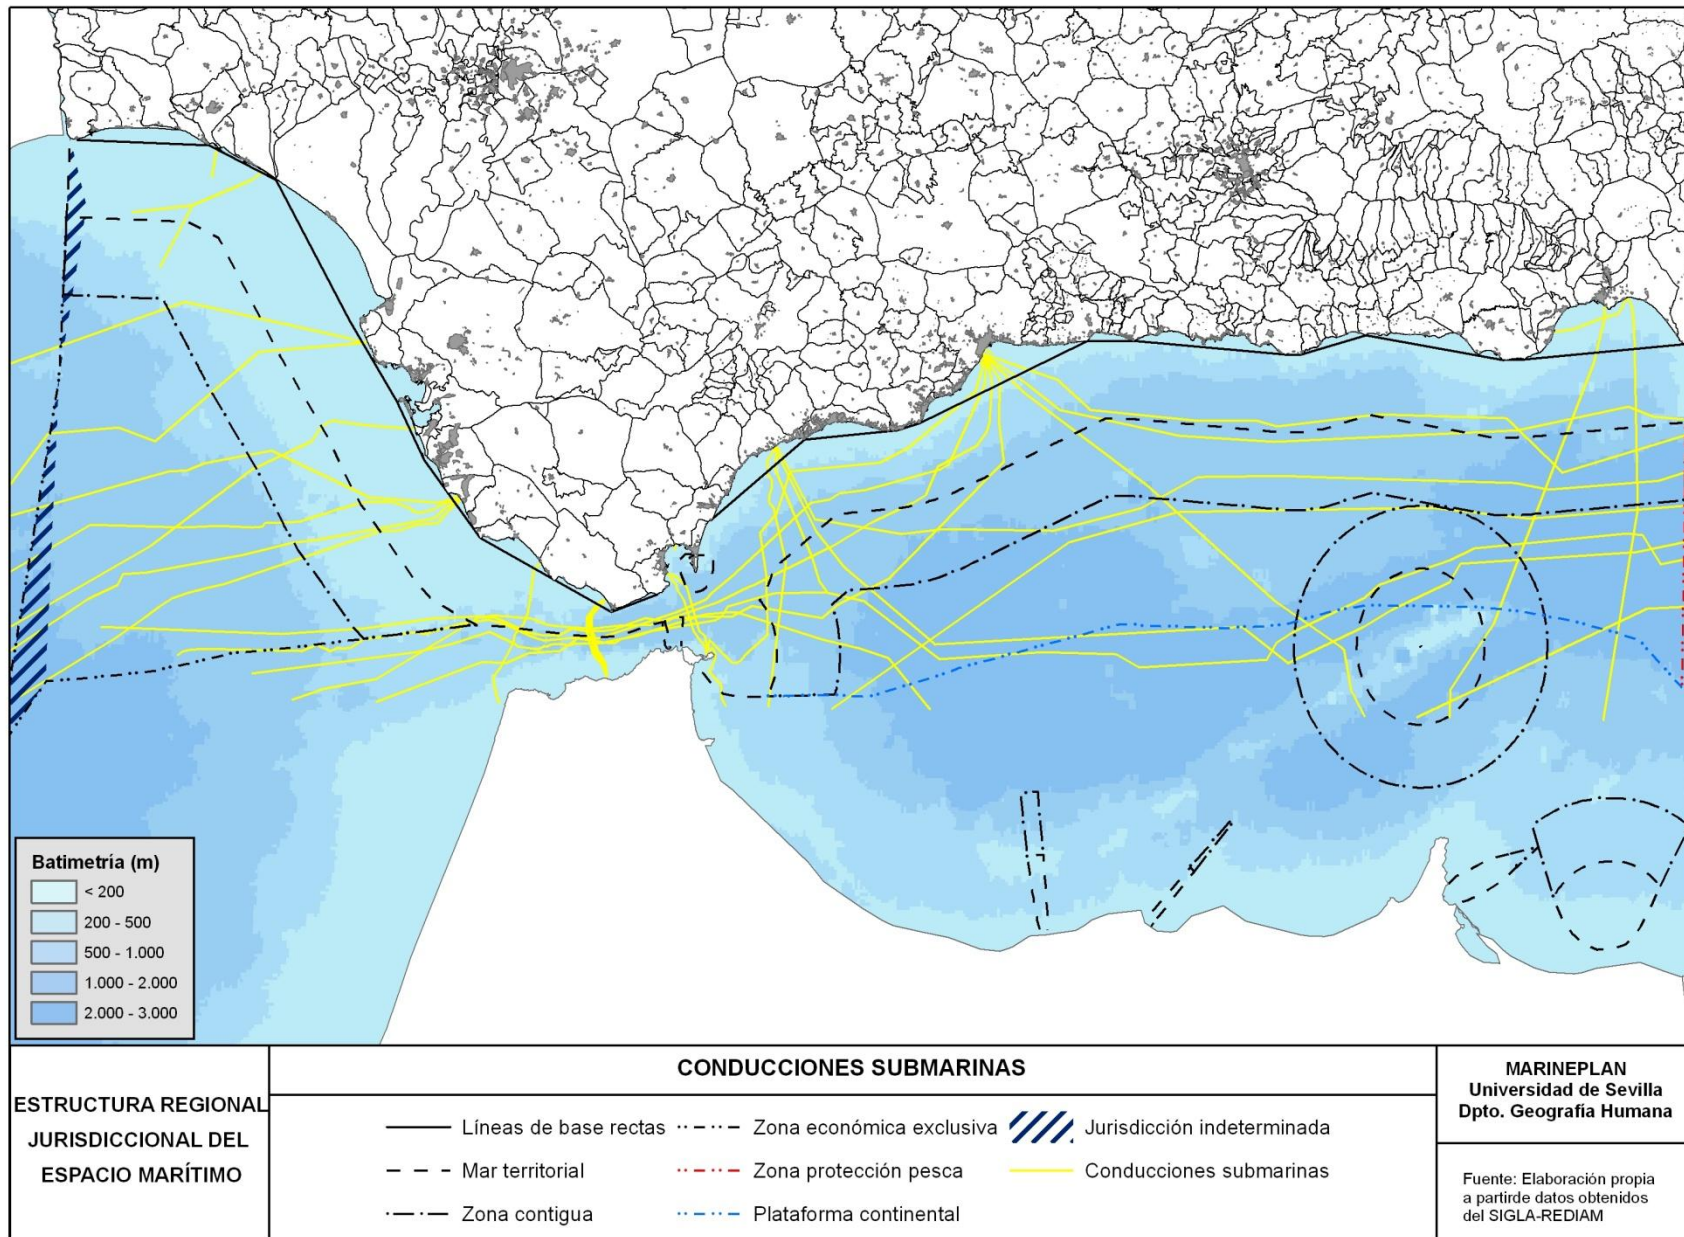 Batimetría (m)
< 200
200 - 500
500 - 1.000
1.000 - 2.000
2.000 - 3.000
ESTRUCTURA REGIONAL
JURISDICCIONAL DEL
ESPACIO MARÍTIMO
CONDUCCIONES SUBMARINAS
Líneas de base rectas
Zona económica exclusiva
Jurisdicción indeterminada
Mar territorial
Zona protección pesca
Conducciones submarinas
Zona contigua
Plataforma continental
MARINEPLAN
Universidad de Sevilla
Dpto. Geografía Humana
Fuente: Elaboración propia
a partirde datos obtenidos
del SIGLA-REDIAM